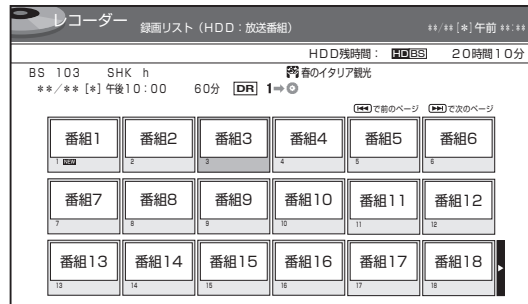 レコーダー 録画リスト(HDD:放送番組) **/**[*]午前 **:**
HDD残時間: HD BS 20時間10分
BS 103 SHK h 春のイタリア観光
**/** [*] 午後10:00 60分 DR 1⇒
⏮で前のページ ⏭で次のページ
番組1 番組2 番組3 番組4 番組5 番組6
1 NEW 2 3 4 5 6
番組7 番組8 番組9 番組10 番組11 番組12
7 8 9 10 11 12
番組13 番組14 番組15 番組16 番組17 番組18
13 14 15 16 17 18